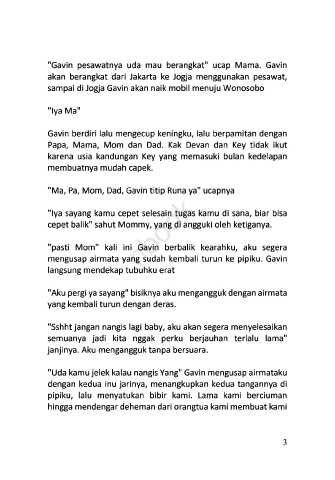 "Gavin pesawatnya uda mau berangkat" ucap Mama. Gavin
akan berangkat dari Jakarta ke Jogja menggunakan pesawat,
sampai di Jogja Gavin akan naik mobil menuju Wonosobo
"Iya Ma"
Gavin berdiri lalu mengecup keningku, lalu berpamitan dengan
Papa, Mama, Mom dan Dad. Kak Devan dan Key tidak ikut
karena usia kandungan Key yang memasuki bulan kedelapan
membuatnya mudah capek.
"Ma, Pa, Mom, Dad, Gavin titip Runa ya" ucapnya
"Iya sayang kamu cepet selesain tugas kamu di sana, biar bisa
cepet balik" sahut Mommy, yang di angguki oleh ketiganya.
"pasti Mom" kali ini Gavin berbalik kearahku, aku segera
mengusap airmata yang sudah kembali turun ke pipiku. Gavin
langsung mendekap tubuhku erat
"Aku pergi ya sayang" bisiknya aku mengangguk dengan airmata
yang kembali turun dengan deras.
"Sshht jangan nangis lagi baby, aku akan segera menyelesaikan
semuanya jadi kita nggak perku berjauhan terlalu lama"
janjinya. Aku mengangguk tanpa bersuara.
"Uda kamu jelek kalau nangis Yang" Gavin mengusap airmataku
dengan kedua inu jarinya, menangkupkan kedua tangannya di
pipiku, lalu menyatukan bibir kami. Lama kami berciuman
hingga mendengar deheman dari orangtua kami membuat kami
3